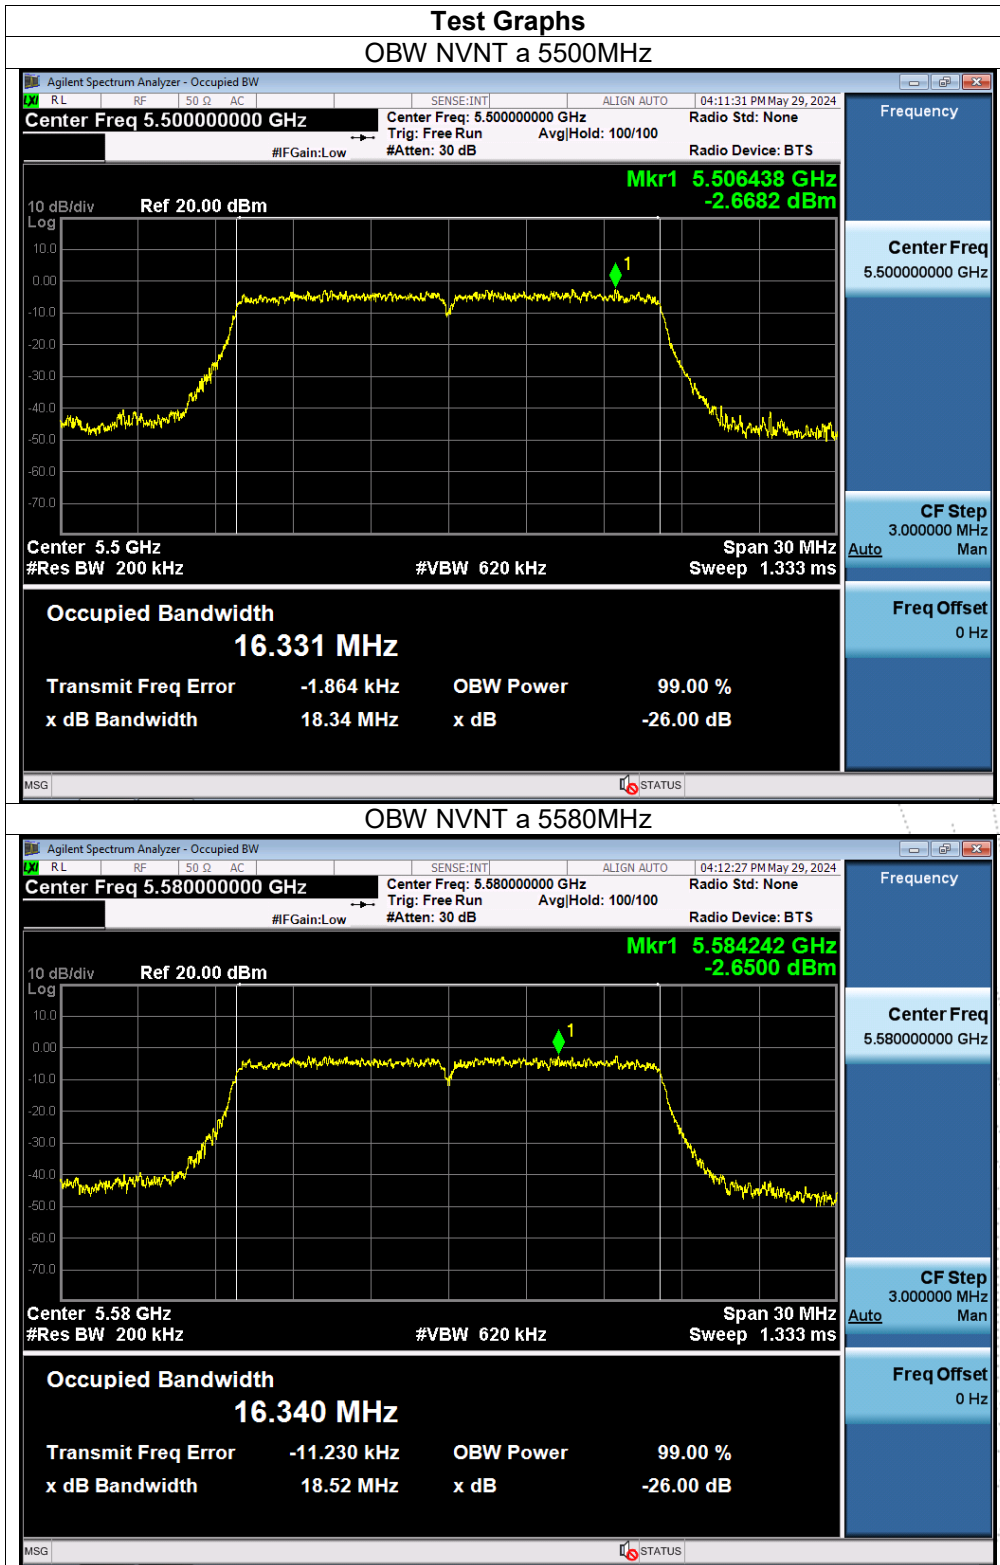 Test Graphs
OBW NVNT a 5500MHz
Agilent Spectrum Analyzer - Occupied BW
LXI RL RF 50 Ω AC SENSE:INT ALIGN AUTO 04:11:31 PM May 29, 2024
Center Freq 5.500000000 GHz
Center Freq: 5.500000000 GHz
Radio Std: None
Trig: Free Run Avg|Hold: 100/100
#IFGain:Low #Atten: 30 dB Radio Device: BTS
Frequency
Mkr1 5.506438 GHz
-2.6682 dBm
10 dB/div Ref 20.00 dBm
Log
10.0
0.00
-10.0
-20.0
-30.0
-40.0
-50.0
-60.0
-70.0
1
Center Freq
5.500000000 GHz
CF Step
3.000000 MHz
Auto Man
Freq Offset
0 Hz
Center 5.5 GHz Span 30 MHz
#Res BW 200 kHz #VBW 620 kHz Sweep 1.333 ms
Occupied Bandwidth
16.331 MHz
Transmit Freq Error -1.864 kHz OBW Power 99.00 %
x dB Bandwidth 18.34 MHz x dB -26.00 dB
MSG STATUS
OBW NVNT a 5580MHz
Agilent Spectrum Analyzer - Occupied BW
LXI RL RF 50 Ω AC SENSE:INT ALIGN AUTO 04:12:27 PM May 29, 2024
Center Freq 5.580000000 GHz
Center Freq: 5.580000000 GHz
Radio Std: None
Trig: Free Run Avg|Hold: 100/100
#IFGain:Low #Atten: 30 dB Radio Device: BTS
Frequency
Mkr1 5.584242 GHz
-2.6500 dBm
10 dB/div Ref 20.00 dBm
Log
10.0
0.00
-10.0
-20.0
-30.0
-40.0
-50.0
-60.0
-70.0
1
Center Freq
5.580000000 GHz
CF Step
3.000000 MHz
Auto Man
Freq Offset
0 Hz
Center 5.58 GHz Span 30 MHz
#Res BW 200 kHz #VBW 620 kHz Sweep 1.333 ms
Occupied Bandwidth
16.340 MHz
Transmit Freq Error -11.230 kHz OBW Power 99.00 %
x dB Bandwidth 18.52 MHz x dB -26.00 dB
MSG STATUS